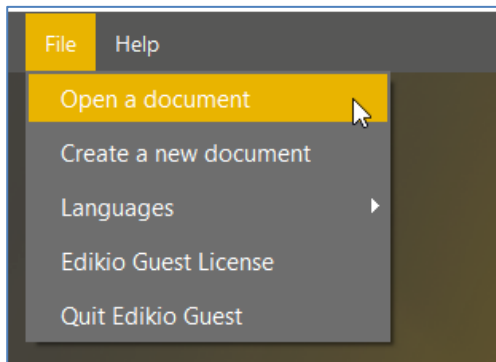 File Help
Open a document
Create a new document
Languages
Edikio Guest License
Quit Edikio Guest